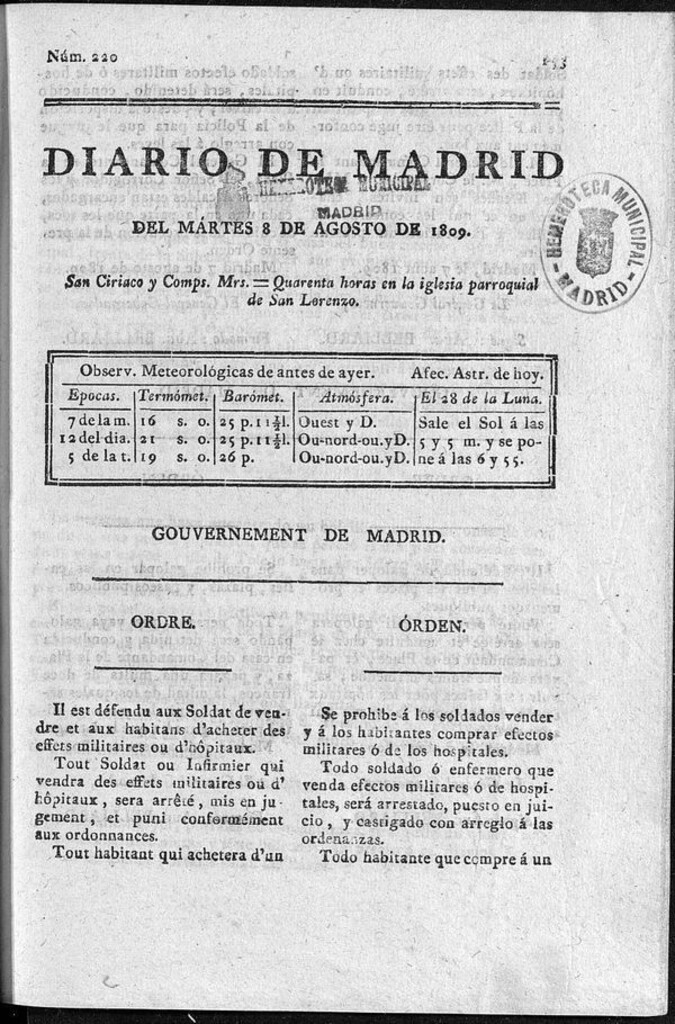 Núm. 220
153
DIARIO DE MADRID
HEMEROTECA MUNICIPAL
MADRID
DEL MÁRTES 8 DE AGOSTO DE 1809.
HEMEROTECA MUNICIPAL
MADRID
San Ciriaco y Comps. Mrs. = Quarenta horas en la iglesia parroquial
de San Lorenzo.
Observ. Meteorológicas de antes de ayer. Afec. Astr. de hoy.
Epocas. Termómet. Barómet. Atmósfera. El 28 de la Luna.
7 de la m. 16 s. o. 25 p. 11½l. Ouest y D. Sale el Sol á las
12 del dia. 21 s. o. 25 p. 11½l. Ou-nord-ou.y D. 5 y 5 m. y se po-
5 de la t. 19 s. o. 26 p. Ou-nord-ou.y D. ne á las 6 y 55.
GOUVERNEMENT DE MADRID.
ORDRE.
Il est défendu aux Soldat de ven-
dre et aux habitans d'acheter des
effets militaires ou d'hôpitaux.
Tout Soldat ou Infirmier qui
vendra des effets militaires ou d'
hôpitaux, sera arrêté, mis en ju-
gement, et puni conformément
aux ordonnances.
Tout habitant qui achetera d'un
ÓRDEN.
Se prohibe á los soldados vender
y á los habitantes comprar efectos
militares ó de los hospitales.
Todo soldado ó enfermero que
venda efectos militares ó de hospi-
tales, será arrestado, puesto en jui-
cio, y castigado con arreglo á las
ordenanzas.
Todo habitante que compre á un